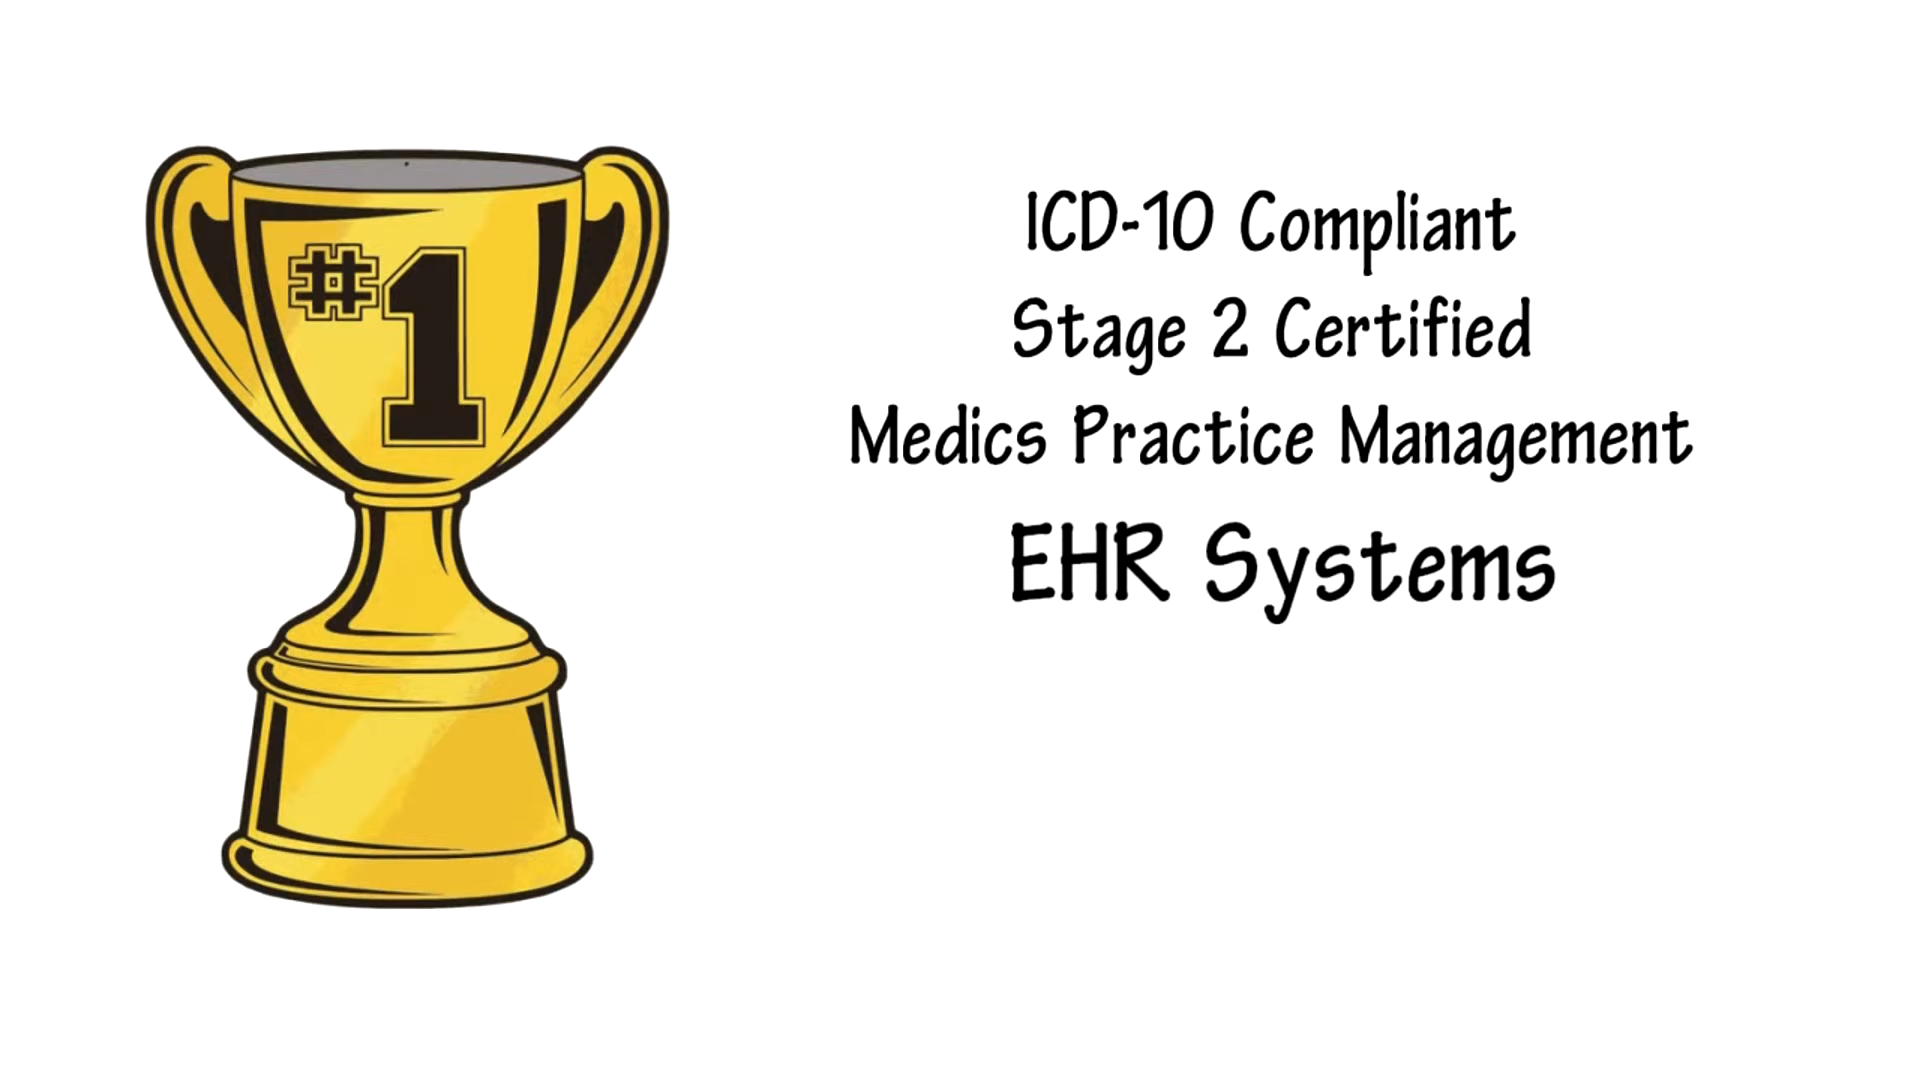 #1
ICD-10 Compliant
Stage 2 Certified
Medics Practice Management
EHR Systems